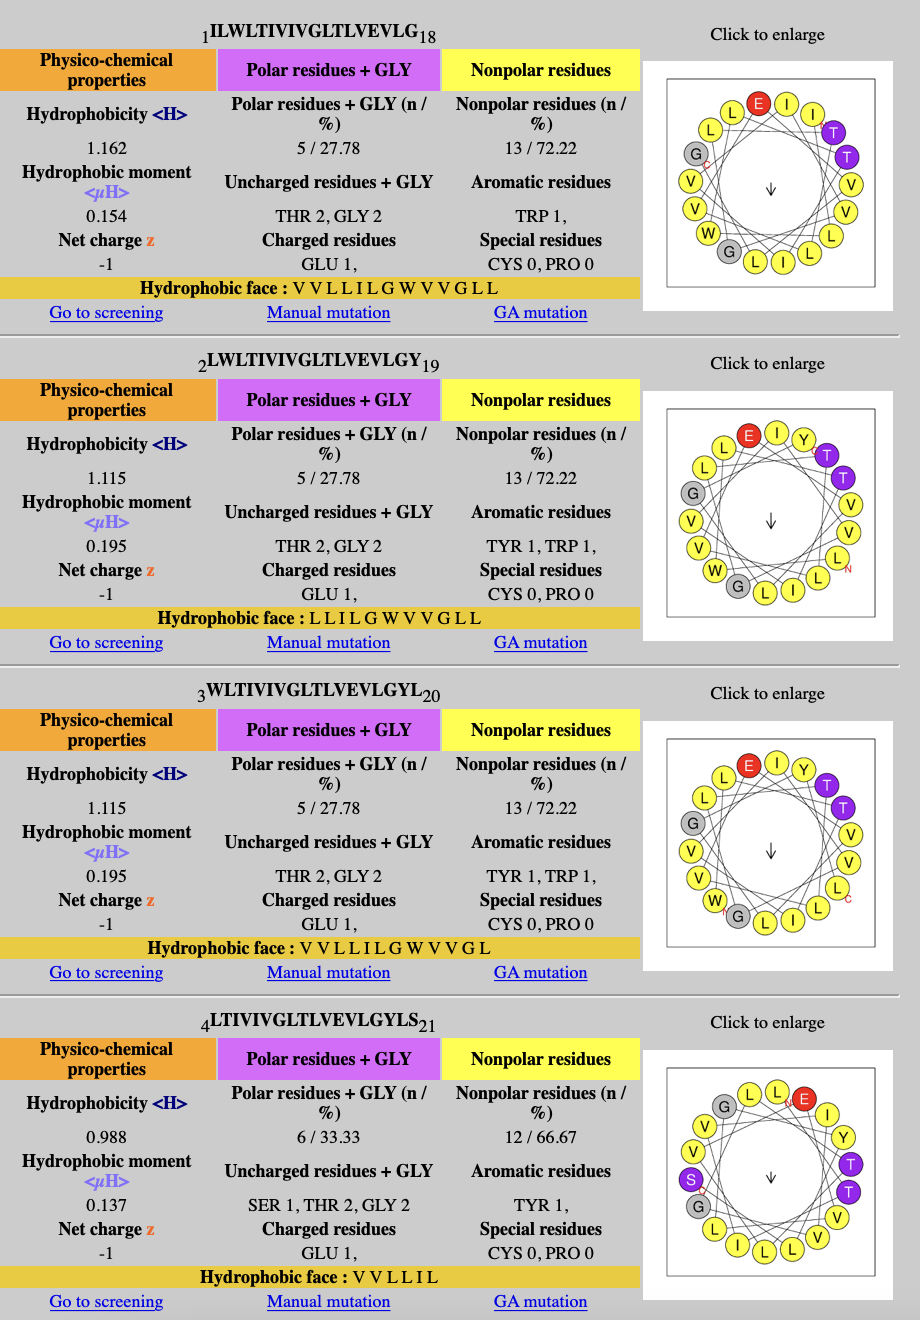 1ILWLTIVIVGLTLVEVLG18
Click to enlarge
Physico-chemical properties
Polar residues + GLY
Nonpolar residues
Hydrophobicity <H>
Polar residues + GLY (n / %)
Nonpolar residues (n / %)
1.162
5 / 27.78
13 / 72.22
Hydrophobic moment <μH>
Uncharged residues + GLY
Aromatic residues
0.154
THR 2, GLY 2
TRP 1,
Net charge z
Charged residues
Special residues
-1
GLU 1,
CYS 0, PRO 0
Hydrophobic face : V V L L I L G W V V G L L
Go to screening
Manual mutation
GA mutation
E I I T T V V L L I L G W V V G L L
2LWLTIVIVGLTLVEVLGY19
Click to enlarge
Physico-chemical properties
Polar residues + GLY
Nonpolar residues
Hydrophobicity <H>
Polar residues + GLY (n / %)
Nonpolar residues (n / %)
1.115
5 / 27.78
13 / 72.22
Hydrophobic moment <μH>
Uncharged residues + GLY
Aromatic residues
0.195
THR 2, GLY 2
TYR 1, TRP 1,
Net charge z
Charged residues
Special residues
-1
GLU 1,
CYS 0, PRO 0
Hydrophobic face : L L I L G W V V G L L
Go to screening
Manual mutation
GA mutation
E I Y T T V V L L I L G W V V G L L
N
3WLTIVIVGLTLVEVLGYL20
Click to enlarge
Physico-chemical properties
Polar residues + GLY
Nonpolar residues
Hydrophobicity <H>
Polar residues + GLY (n / %)
Nonpolar residues (n / %)
1.115
5 / 27.78
13 / 72.22
Hydrophobic moment <μH>
Uncharged residues + GLY
Aromatic residues
0.195
THR 2, GLY 2
TYR 1, TRP 1,
Net charge z
Charged residues
Special residues
-1
GLU 1,
CYS 0, PRO 0
Hydrophobic face : V V L L I L G W V V G L
Go to screening
Manual mutation
GA mutation
E I Y T T V V L L I L G W V V G L L
C
4LTIVIVGLTLVEVLGYLS21
Click to enlarge
Physico-chemical properties
Polar residues + GLY
Nonpolar residues
Hydrophobicity <H>
Polar residues + GLY (n / %)
Nonpolar residues (n / %)
0.988
6 / 33.33
12 / 66.67
Hydrophobic moment <μH>
Uncharged residues + GLY
Aromatic residues
0.137
SER 1, THR 2, GLY 2
TYR 1,
Net charge z
Charged residues
Special residues
-1
GLU 1,
CYS 0, PRO 0
Hydrophobic face : V V L L I L
Go to screening
Manual mutation
GA mutation
L E I Y T T V V L L I L G S V V G L